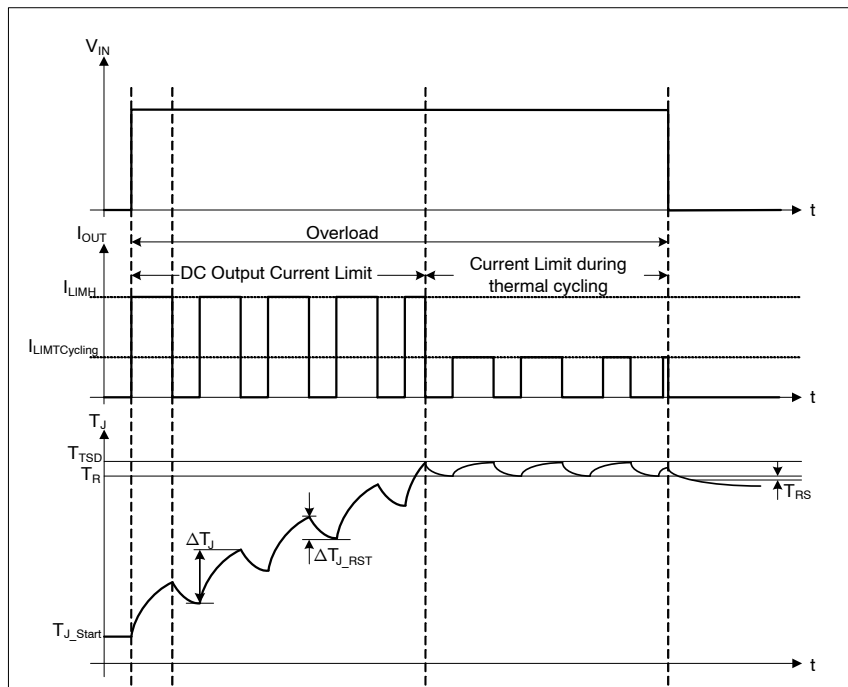 V_IN
t
I_OUT
Overload
DC Output Current Limit
Current Limit during
thermal cycling
I_LIMH
I_LIMTCycling
t
T_J
T_TSD
T_R
T_RS
ΔT_J
ΔT_J_RST
T_J_Start
t